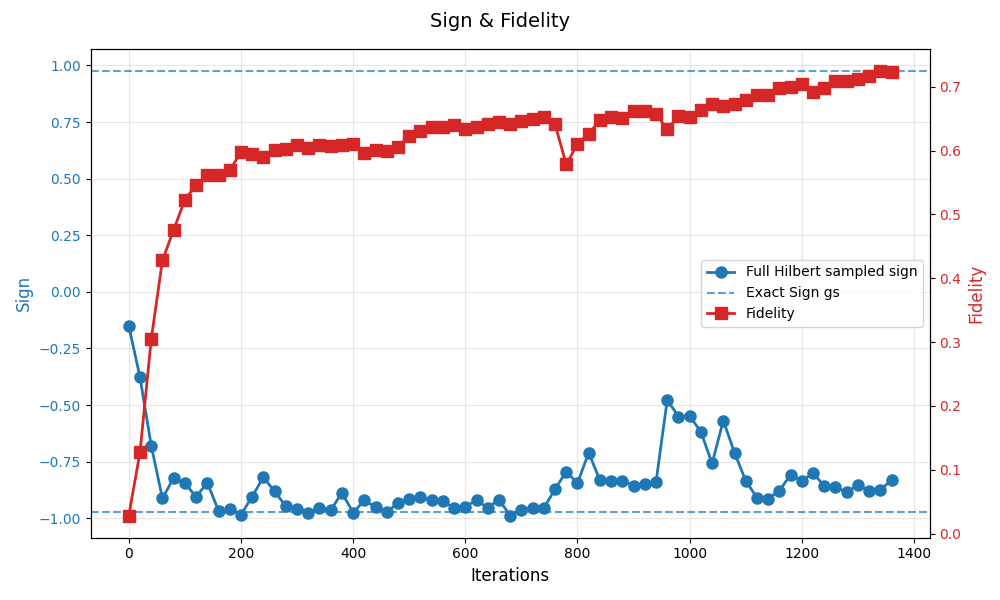 Sign & Fidelity
1.00
0.75
0.50
0.25
0.00
−0.25
−0.50
−0.75
−1.00
Sign
0.7
0.6
0.5
0.4
0.3
0.2
0.1
0.0
Fidelity
Full Hilbert sampled sign
Exact Sign gs
Fidelity
0 200 400 600 800 1000 1200 1400
Iterations